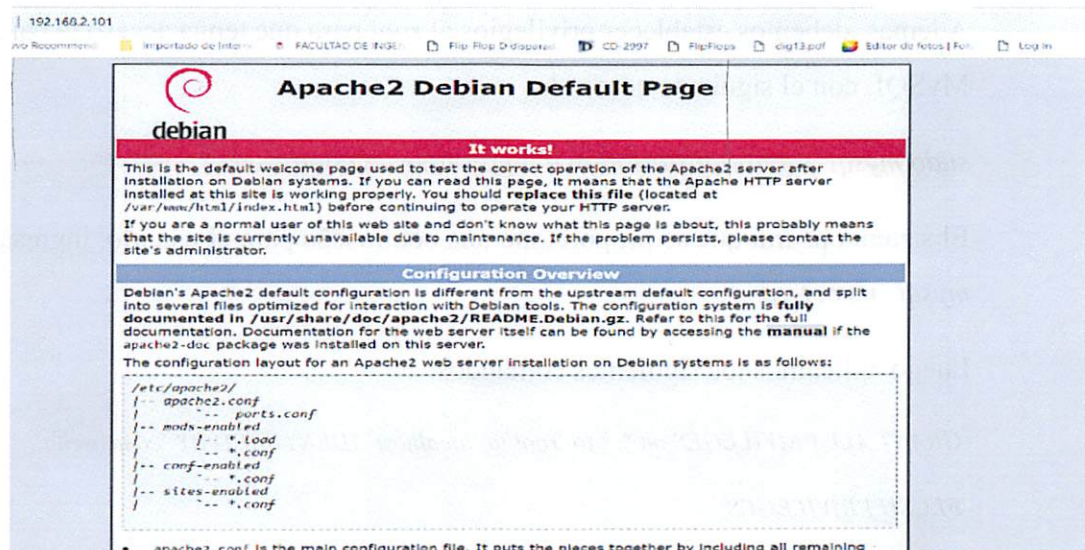 192.168.2.101
vo Recommend Importado de Intern FACULTAD DE INGEN Flip-Flop D disparad CD-2997 FlipFlops dig13.pdf Editor de fotos | Fot Log In
debian
Apache2 Debian Default Page
It works!
This is the default welcome page used to test the correct operation of the Apache2 server after
installation on Debian systems. If you can read this page, it means that the Apache HTTP server
installed at this site is working properly. You should replace this file (located at
/var/www/html/index.html) before continuing to operate your HTTP server.
If you are a normal user of this web site and don't know what this page is about, this probably means
that the site is currently unavailable due to maintenance. If the problem persists, please contact the
site's administrator.
Configuration Overview
Debian's Apache2 default configuration is different from the upstream default configuration, and split
into several files optimized for interaction with Debian tools. The configuration system is fully
documented in /usr/share/doc/apache2/README.Debian.gz. Refer to this for the full
documentation. Documentation for the web server itself can be found by accessing the manual if the
apache2-doc package was installed on this server.
The configuration layout for an Apache2 web server installation on Debian systems is as follows:
/etc/apache2/
|-- apache2.conf
|       `--  ports.conf
|-- mods-enabled
|       |-- *.load
|       `-- *.conf
|-- conf-enabled
|       `-- *.conf
|-- sites-enabled
|       `-- *.conf
apache2.conf is the main configuration file. It puts the pieces together by including all remaining